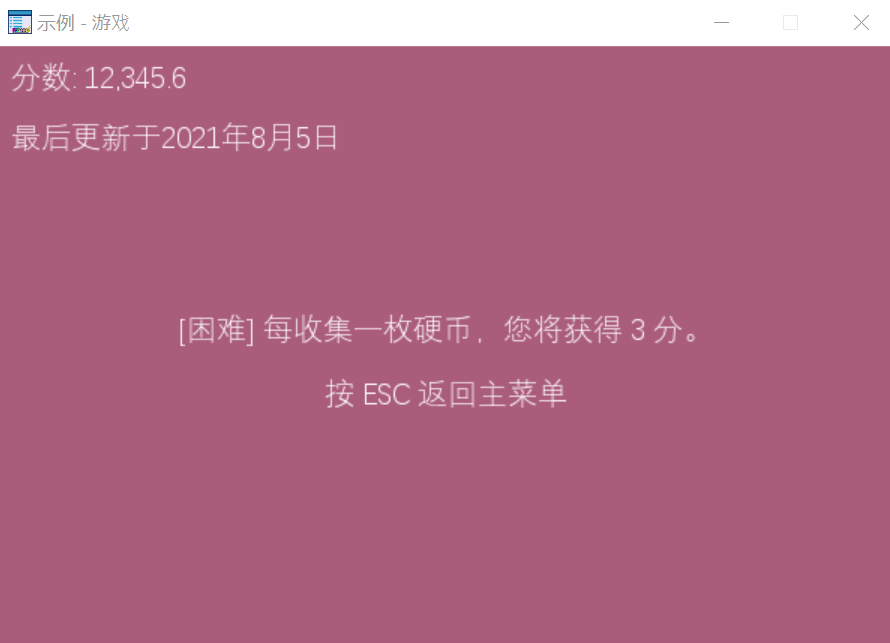 示例 - 游戏
分数: 12,345.6
最后更新于2021年8月5日
[困难] 每收集一枚硬币，您将获得 3 分。
按 ESC 返回主菜单